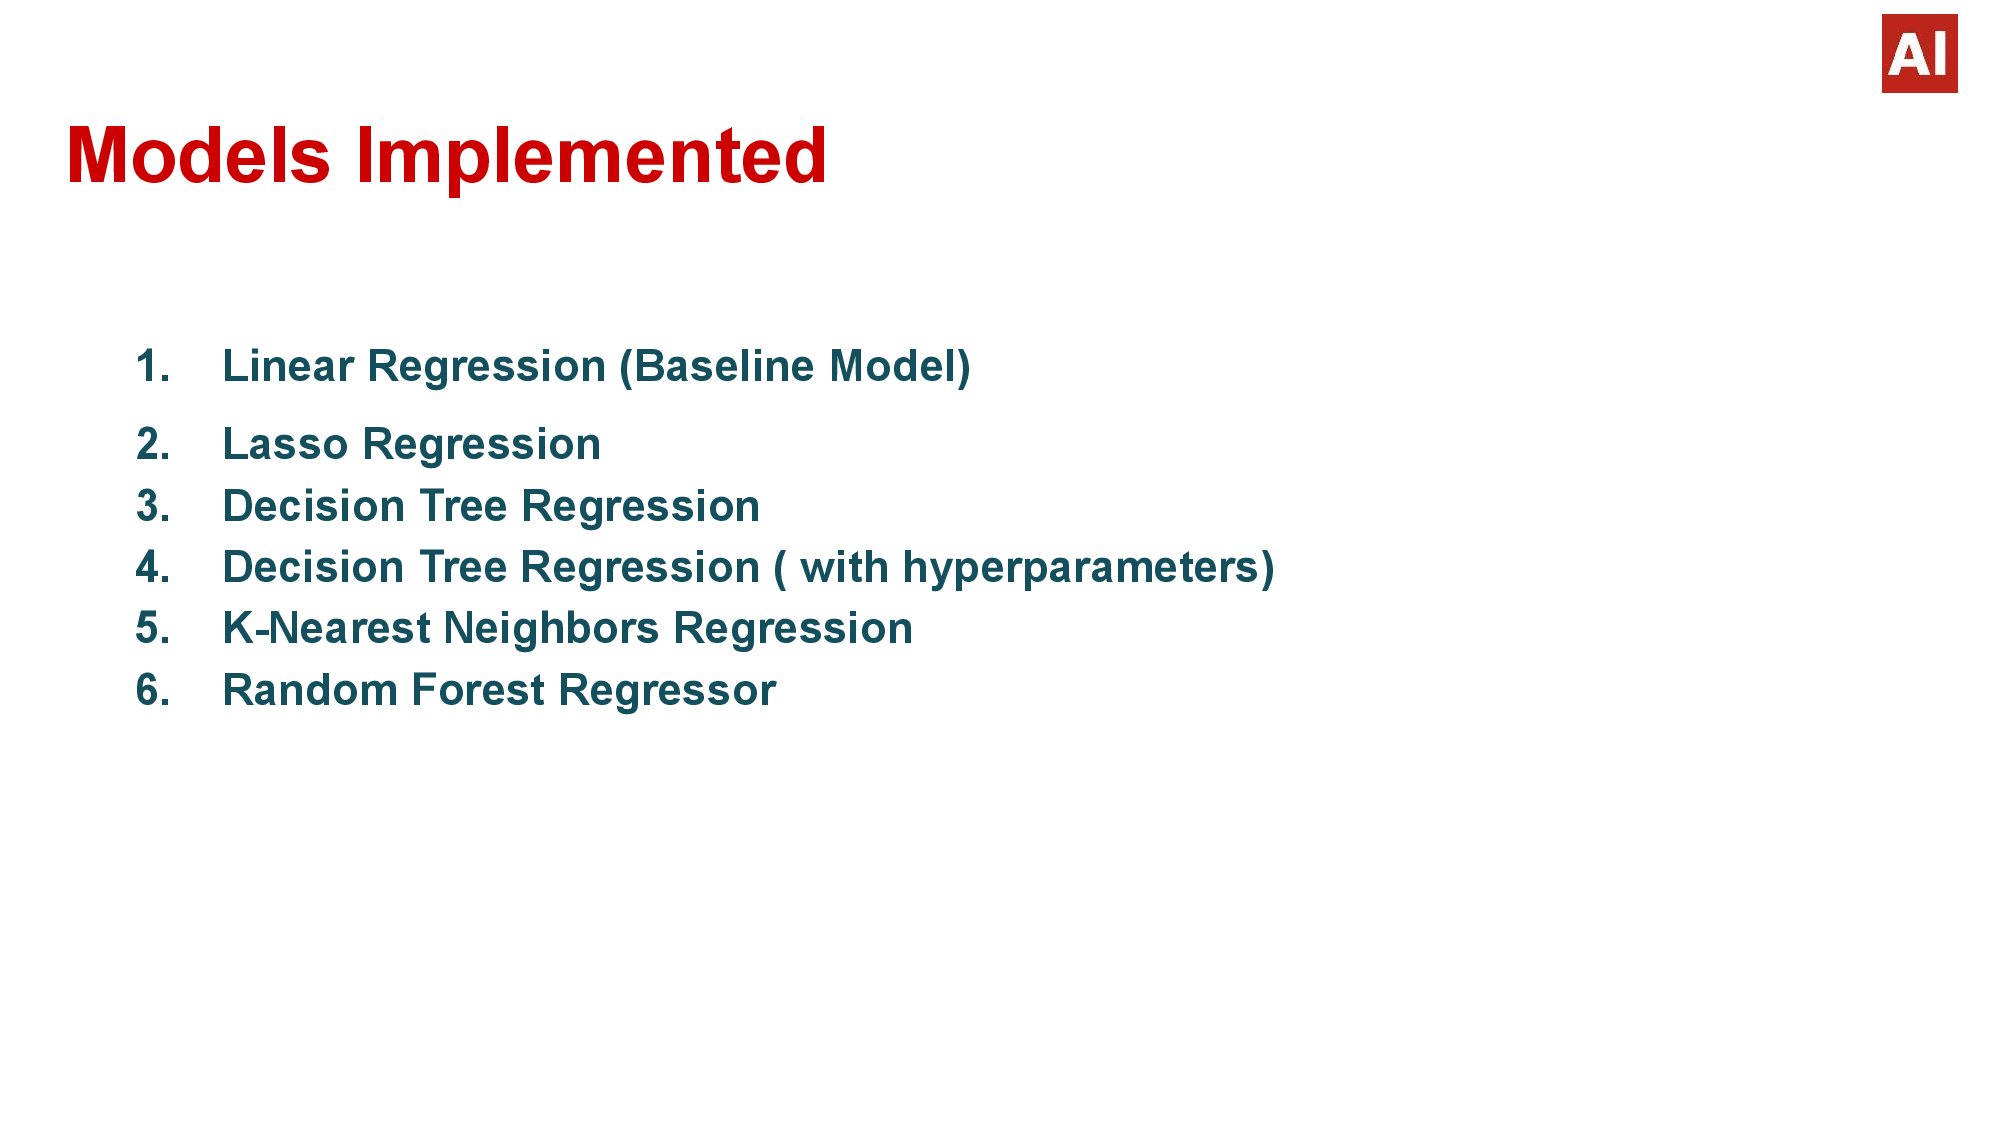 AI
Models Implemented
1. Linear Regression (Baseline Model)
2. Lasso Regression
3. Decision Tree Regression
4. Decision Tree Regression ( with hyperparameters)
5. K-Nearest Neighbors Regression
6. Random Forest Regressor